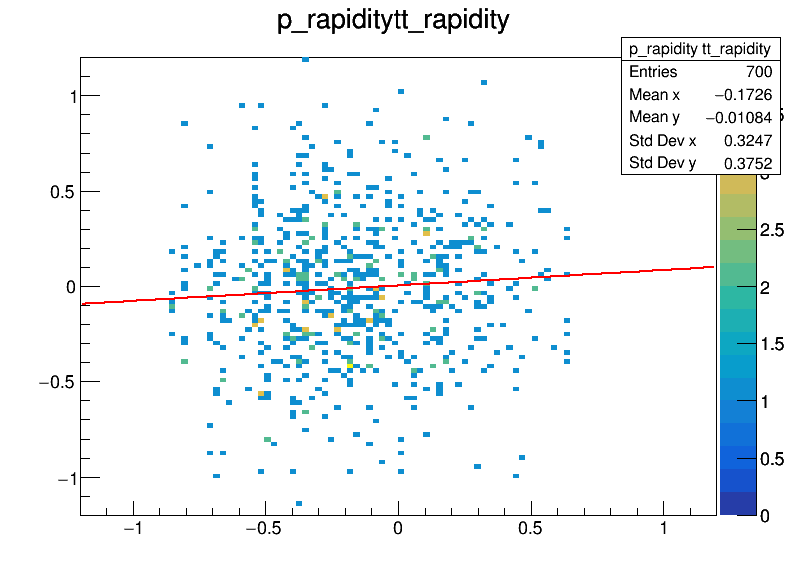 p_rapiditytt_rapidity
p_rapidity tt_rapidity
Entries 700
Mean x −0.1726
Mean y −0.01084
Std Dev x 0.3247
Std Dev y 0.3752
1
0.5
0
−0.5
−1
−1 −0.5 0 0.5 1
2.5
2
1.5
1
0.5
0